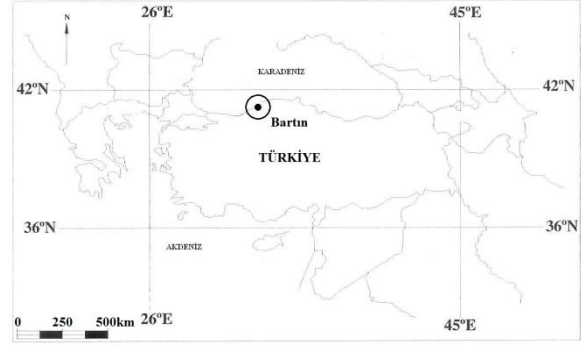 26ºE 45ºE
N
KARADENİZ
42ºN 42ºN
Bartın
TÜRKİYE
36ºN 36ºN
AKDENİZ
0 250 500km
26ºE 45ºE